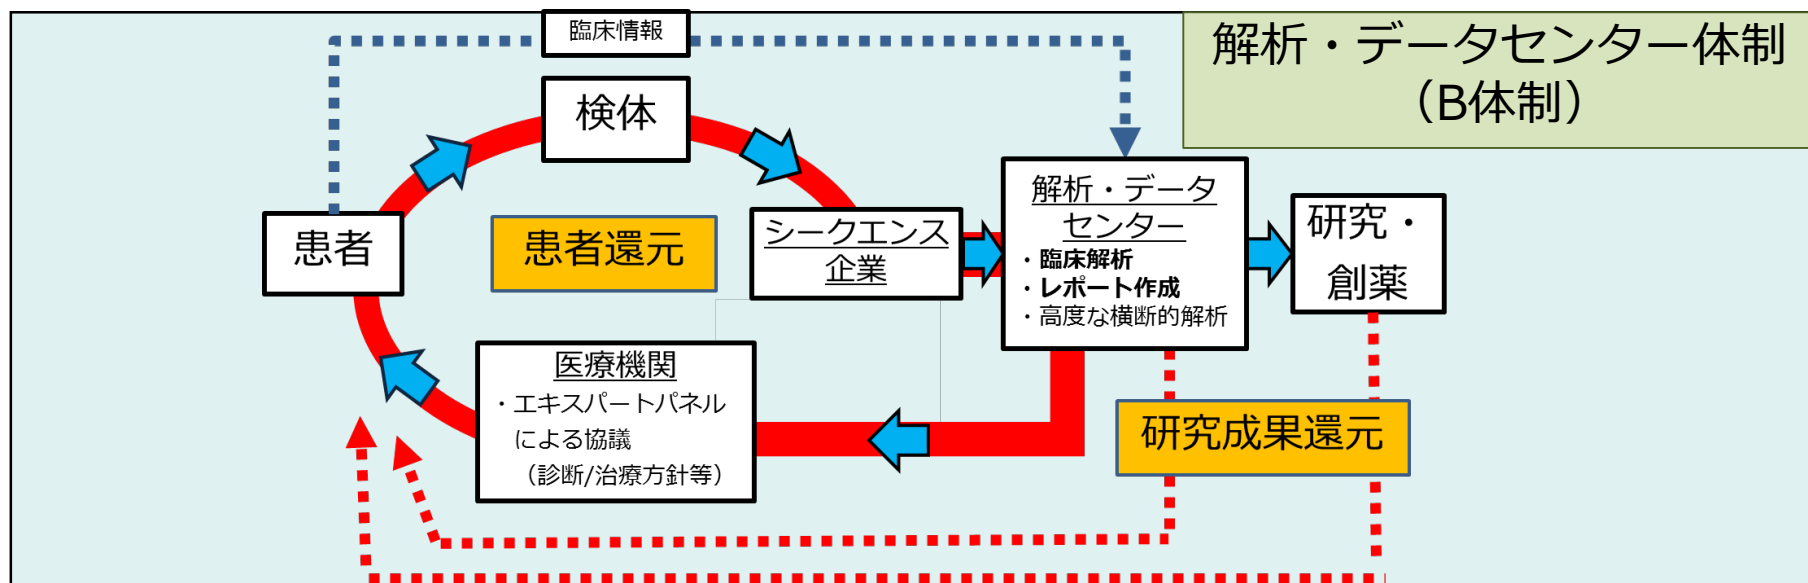 臨床情報
解析・データセンター体制
（B体制）
検体
患者
患者還元
シークエンス
企業
解析・データ
センター
・臨床解析
・レポート作成
・高度な横断的解析
研究・
創薬
医療機関
・エキスパートパネル
による協議
（診断/治療方針等）
研究成果還元